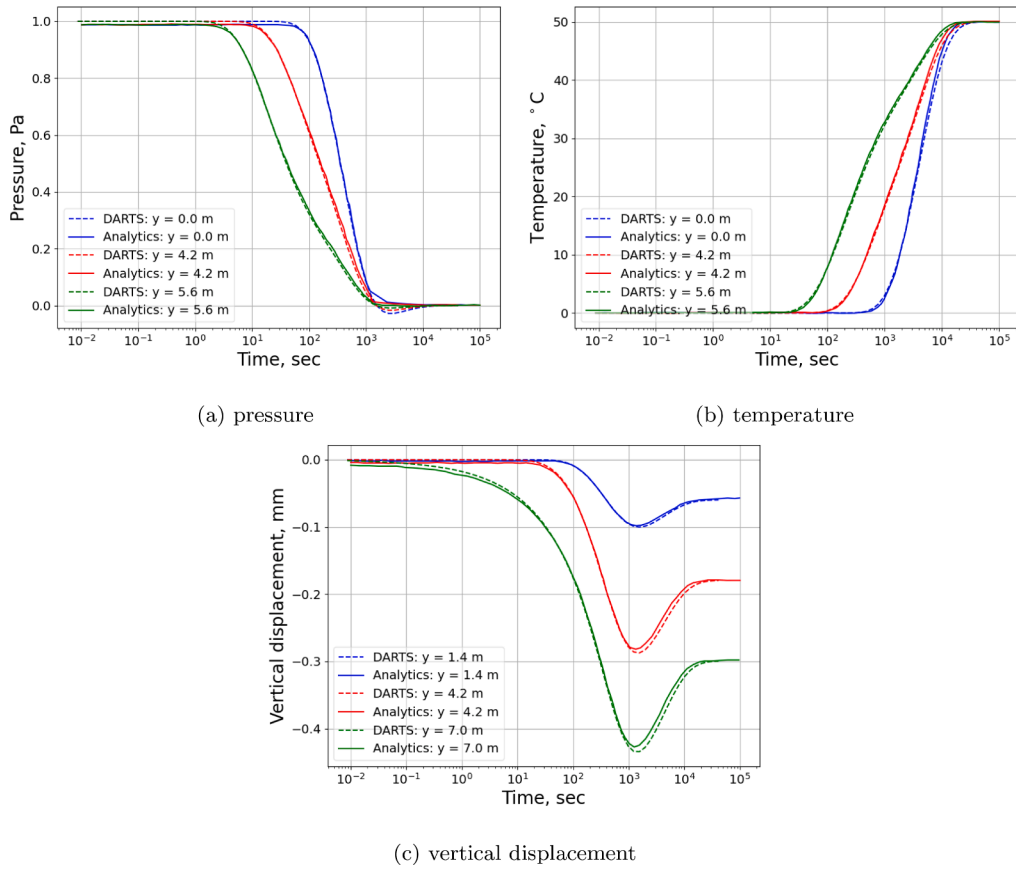 1.0
0.8
0.6
0.4
0.2
0.0
Pressure, Pa
DARTS: y = 0.0 m
Analytics: y = 0.0 m
DARTS: y = 4.2 m
Analytics: y = 4.2 m
DARTS: y = 5.6 m
Analytics: y = 5.6 m
10⁻² 10⁻¹ 10⁰ 10¹ 10² 10³ 10⁴ 10⁵
Time, sec
(a) pressure
50
40
30
20
10
0
Temperature, °C
DARTS: y = 0.0 m
Analytics: y = 0.0 m
DARTS: y = 4.2 m
Analytics: y = 4.2 m
DARTS: y = 5.6 m
Analytics: y = 5.6 m
10⁻² 10⁻¹ 10⁰ 10¹ 10² 10³ 10⁴ 10⁵
Time, sec
(b) temperature
0.0
−0.1
−0.2
−0.3
−0.4
Vertical displacement, mm
DARTS: y = 1.4 m
Analytics: y = 1.4 m
DARTS: y = 4.2 m
Analytics: y = 4.2 m
DARTS: y = 7.0 m
Analytics: y = 7.0 m
10⁻² 10⁻¹ 10⁰ 10¹ 10² 10³ 10⁴ 10⁵
Time, sec
(c) vertical displacement